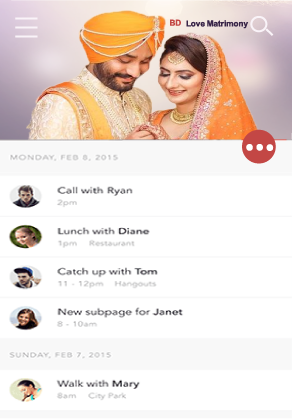 BD Love Matrimony
MONDAY, FEB 8, 2015
Call with Ryan
2pm
Lunch with Diane
1pm Restaurant
Catch up with Tom
11 - 12pm Hangouts
New subpage for Janet
8 - 10am
SUNDAY, FEB 7, 2015
Walk with Mary
8am City Park